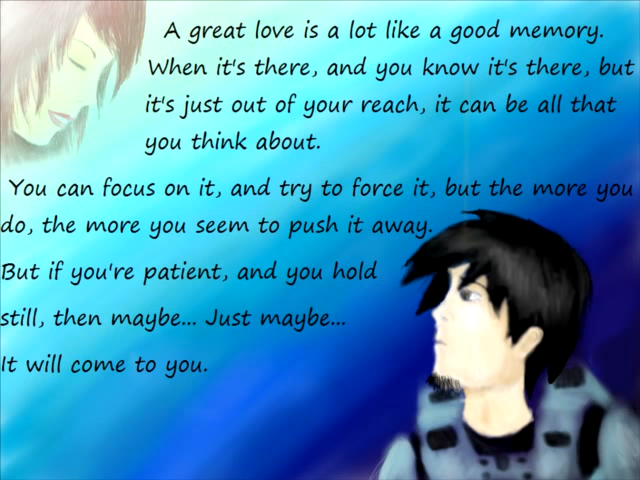 A great love is a lot like a good memory.
When it's there, and you know it's there, but
it's just out of your reach, it can be all that
you think about.
You can focus on it, and try to force it, but the more you
do, the more you seem to push it away.
But if you're patient, and you hold
still, then maybe... Just maybe...
It will come to you.